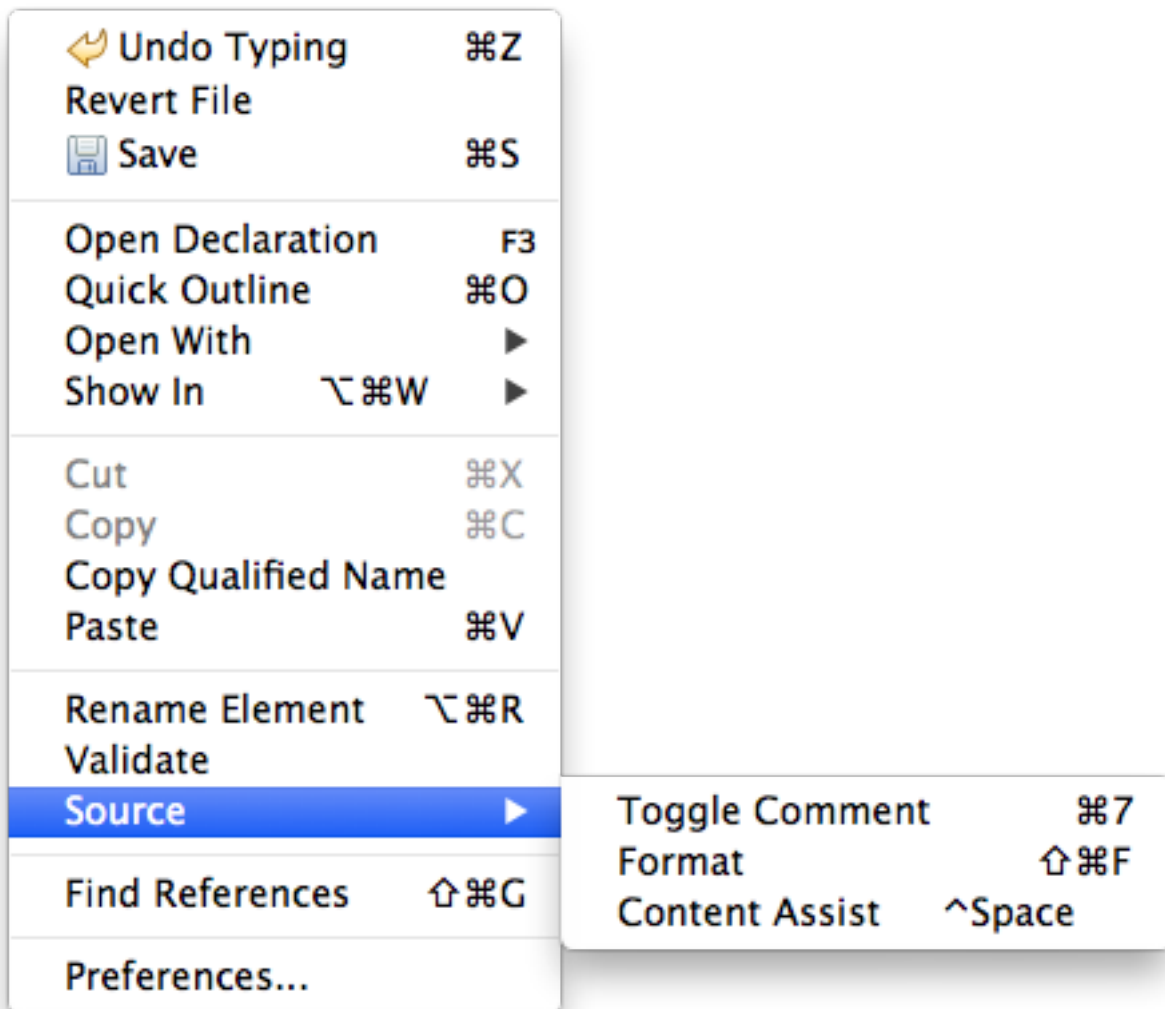 Undo Typing ⌘Z
Revert File
Save ⌘S
Open Declaration F3
Quick Outline ⌘O
Open With ▶
Show In ⌥⌘W ▶
Cut ⌘X
Copy ⌘C
Copy Qualified Name
Paste ⌘V
Rename Element ⌥⌘R
Validate
Source ▶
Toggle Comment ⌘7
Format ⇧⌘F
Content Assist ^Space
Find References ⇧⌘G
Preferences...